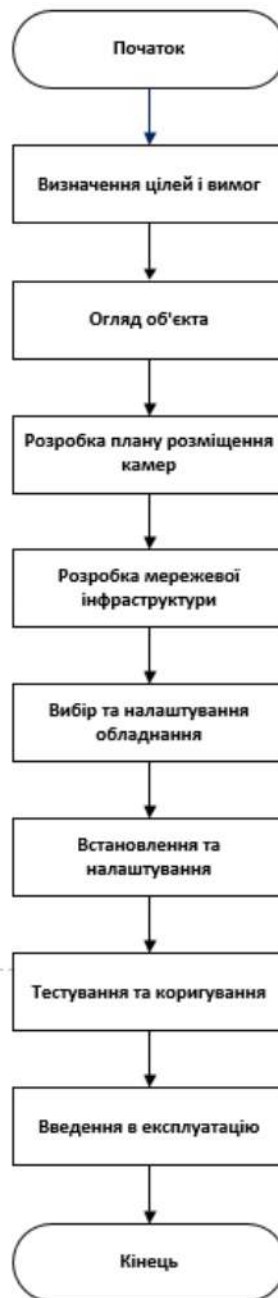 Початок
Визначення цілей і вимог
Огляд об'єкта
Розробка плану розміщення
камер
Розробка мережевої
інфраструктури
Вибір та налаштування
обладнання
Встановлення та
налаштування
Тестування та коригування
Введення в експлуатацію
Кінець